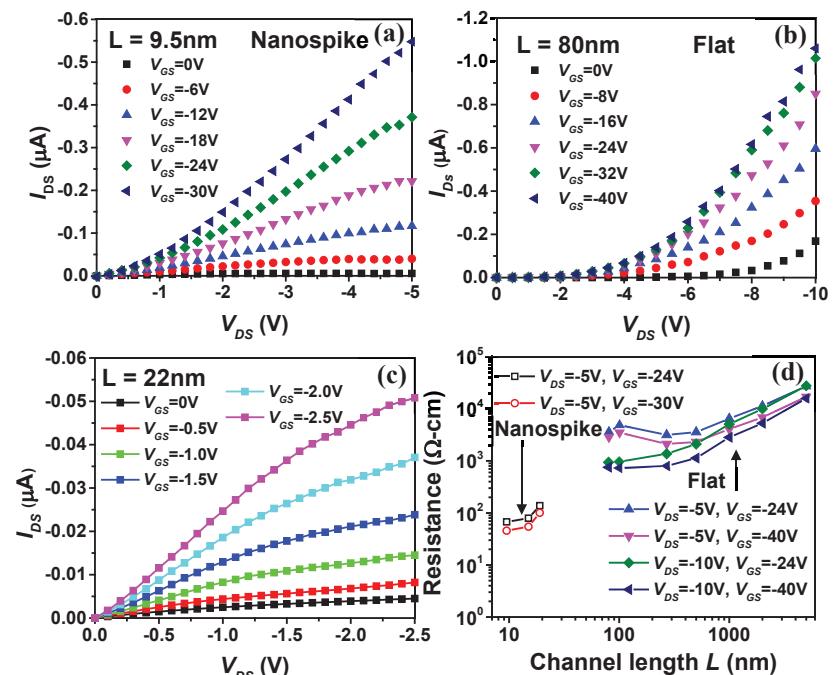 L = 9.5nm Nanospike (a)
V_GS=0V
V_GS=-6V
V_GS=-12V
V_GS=-18V
V_GS=-24V
V_GS=-30V
-0.6
-0.5
-0.4
-0.3
-0.2
-0.1
0.0
I_DS (μA)
0 -1 -2 -3 -4 -5
V_DS (V)
L = 80nm Flat (b)
V_GS=0V
V_GS=-8V
V_GS=-16V
V_GS=-24V
V_GS=-32V
V_GS=-40V
-1.2
-1.0
-0.8
-0.6
-0.4
-0.2
0.0
I_Ds (μA)
0 -2 -4 -6 -8 -10
V_DS (V)
L = 22nm (c)
V_GS=0V
V_GS=-0.5V
V_GS=-1.0V
V_GS=-1.5V
V_GS=-2.0V
V_GS=-2.5V
-0.06
-0.05
-0.04
-0.03
-0.02
-0.01
0.00
I_DS (μA)
0.0 -0.5 -1.0 -1.5 -2.0 -2.5
V_DS (V)
(d)
V_DS=-5V, V_GS=-24V
V_DS=-5V, V_GS=-30V
Nanospike
Flat
V_DS=-5V, V_GS=-24V
V_DS=-5V, V_GS=-40V
V_DS=-10V, V_GS=-24V
V_DS=-10V, V_GS=-40V
10^5
10^4
10^3
10^2
10^1
10^0
Resistance (Ω-cm)
10 100 1000
Channel length L (nm)